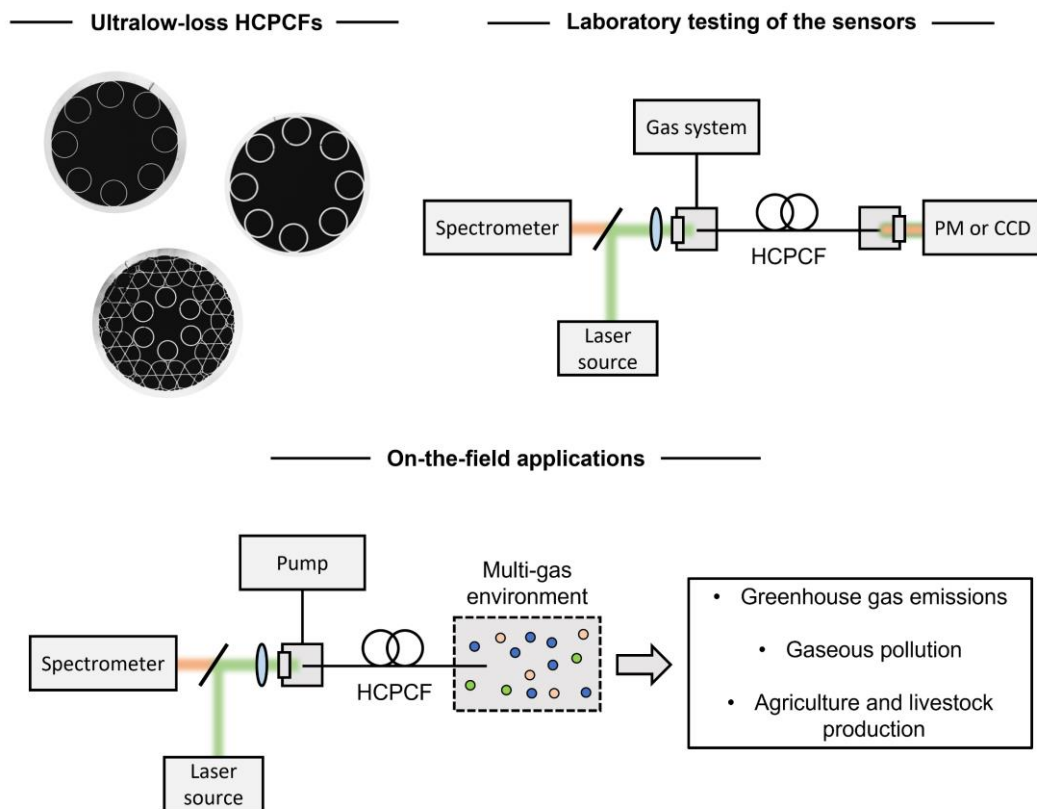 Ultralow-loss HCPCFs
Laboratory testing of the sensors
Gas system
Spectrometer
HCPCF
PM or CCD
Laser
source
On-the-field applications
Pump
Multi-gas
environment
Spectrometer
HCPCF
Laser
source
• Greenhouse gas emissions
• Gaseous pollution
• Agriculture and livestock
production